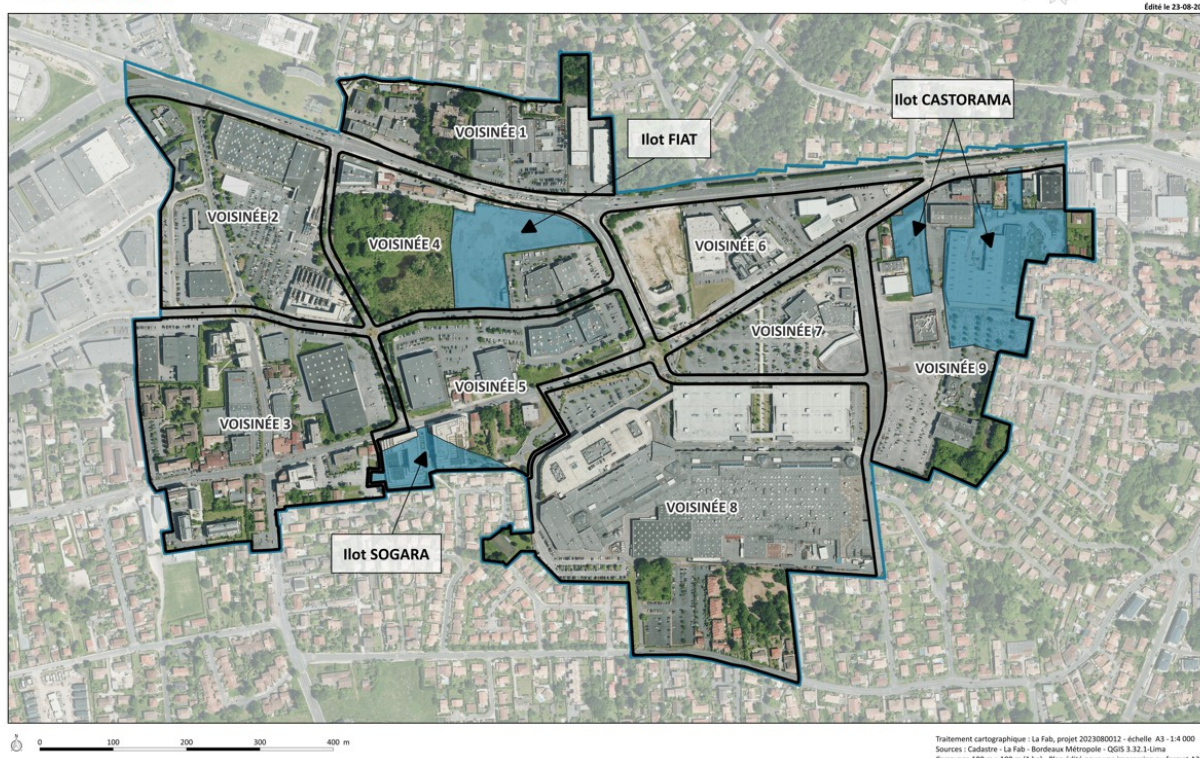 Édité le 23-08-20
Ilot CASTORAMA
VOISINÉE 1
Ilot FIAT
VOISINÉE 2
VOISINÉE 4
VOISINÉE 6
VOISINÉE 7
VOISINÉE 9
VOISINÉE 5
VOISINÉE 3
VOISINÉE 8
Ilot SOGARA
0 100 200 300 400 m
Traitement cartographique : La Fab, projet 2023080012 - échelle A3 - 1:4 000
Sources : Cadastre - La Fab - Bordeaux Métropole - QGIS 3.32.1-Lima